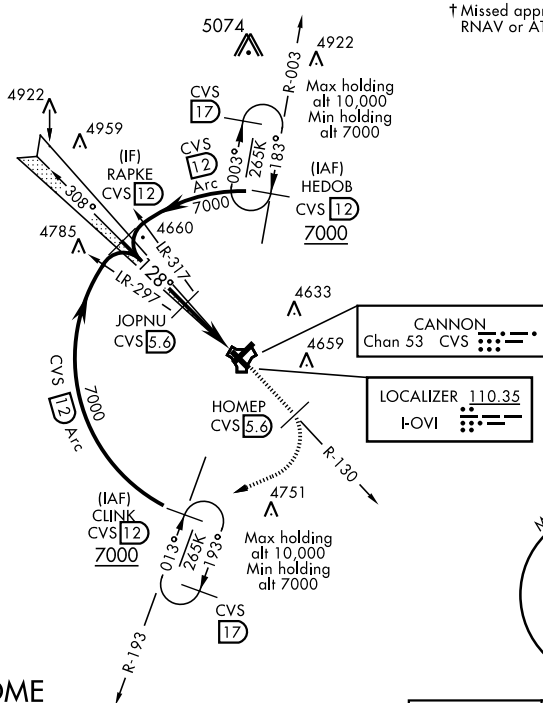 † Missed appr
RNAV or AT
5074
4922
R-003
Max holding
alt 10,000
Min holding
alt 7000
CVS
17
4922
4959
(IF)
RAPKE
CVS 12
CVS
12
Arc
7000
003°
265K
183°
(IAF)
HEDOB
CVS 12
7000
308°
4785
4660
LR-317
128°
LR-297
JOPNU
CVS 5.6
4633
4659
CANNON
Chan 53 CVS
LOCALIZER 110.35
I-OVI
HOMEP
CVS 5.6
R-130
CVS 12 Arc
7000
(IAF)
CLINK
CVS 12
7000
4751
013°
265K
193°
Max holding
alt 10,000
Min holding
alt 7000
CVS
17
R-193
OME